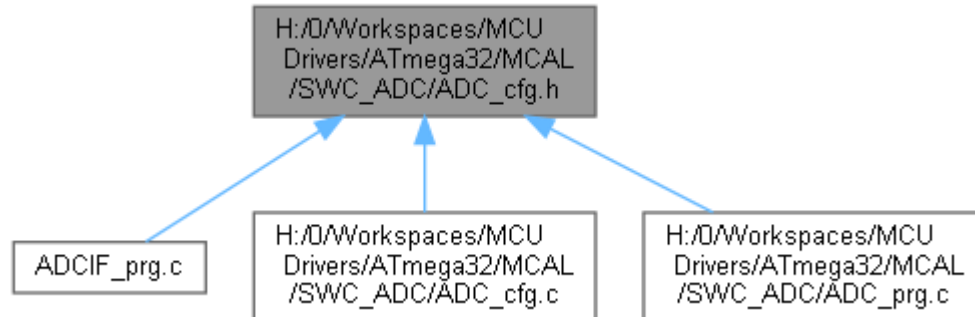 H:/0/Workspaces/MCU
Drivers/ATmega32/MCAL
/SWC_ADC/ADC_cfg.h
ADCIF_prg.c
H:/0/Workspaces/MCU
Drivers/ATmega32/MCAL
/SWC_ADC/ADC_cfg.c
H:/0/Workspaces/MCU
Drivers/ATmega32/MCAL
/SWC_ADC/ADC_prg.c